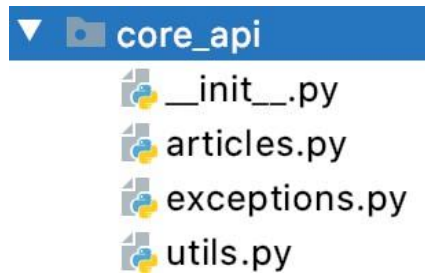 core_api
__init__.py
articles.py
exceptions.py
utils.py